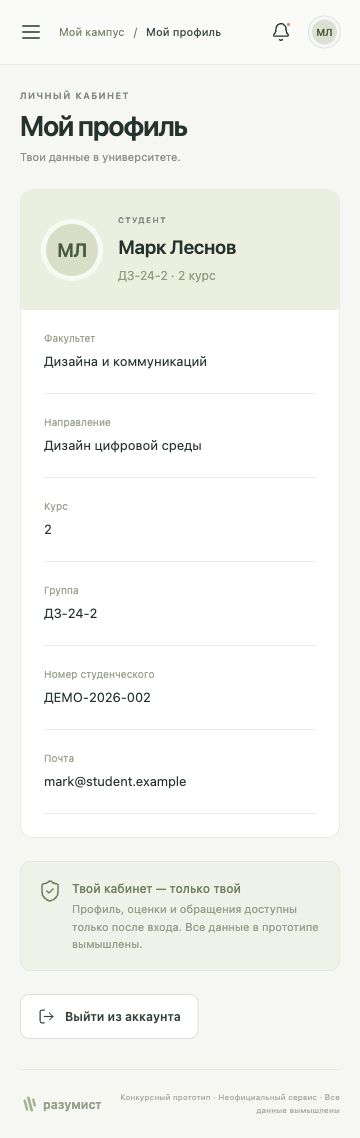 Мой кампус / Мой профиль
МЛ
ЛИЧНЫЙ КАБИНЕТ
Мой профиль
Твои данные в университете.
МЛ
СТУДЕНТ
Марк Леснов
ДЗ-24-2 · 2 курс
Факультет
Дизайна и коммуникаций
Направление
Дизайн цифровой среды
Курс
2
Группа
ДЗ-24-2
Номер студенческого
ДЕМО-2026-002
Почта
mark@student.example
Твой кабинет — только твой
Профиль, оценки и обращения доступны
только после входа. Все данные в прототипе
вымышлены.
Выйти из аккаунта
разумист
Конкурсный прототип · Неофициальный сервис · Все
данные вымышлены